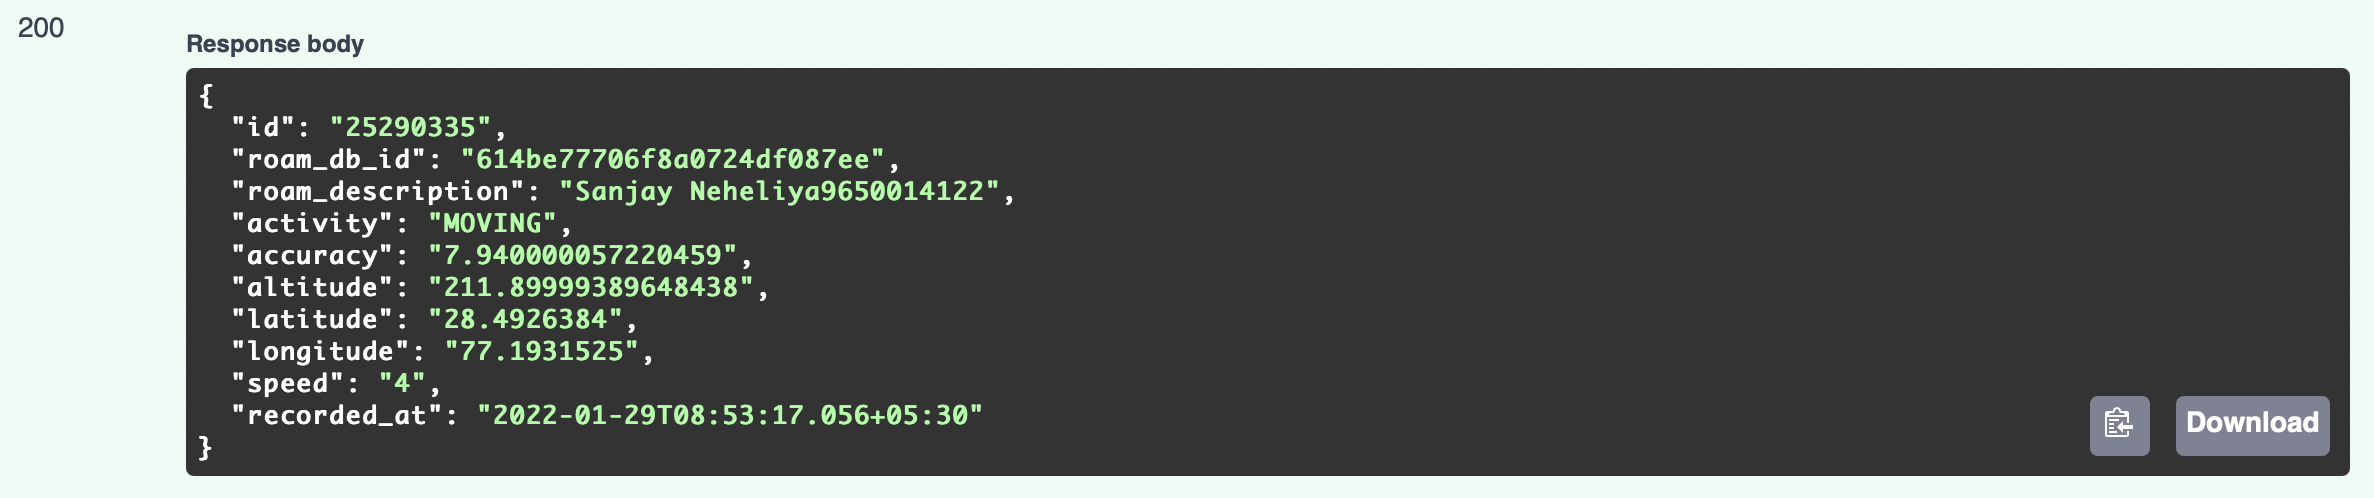 200
Response body
{
  "id": "25290335",
  "roam_db_id": "614be77706f8a0724df087ee",
  "roam_description": "Sanjay Neheliya9650014122",
  "activity": "MOVING",
  "accuracy": "7.940000057220459",
  "altitude": "211.89999389648438",
  "latitude": "28.4926384",
  "longitude": "77.1931525",
  "speed": "4",
  "recorded_at": "2022-01-29T08:53:17.056+05:30"
}
Download